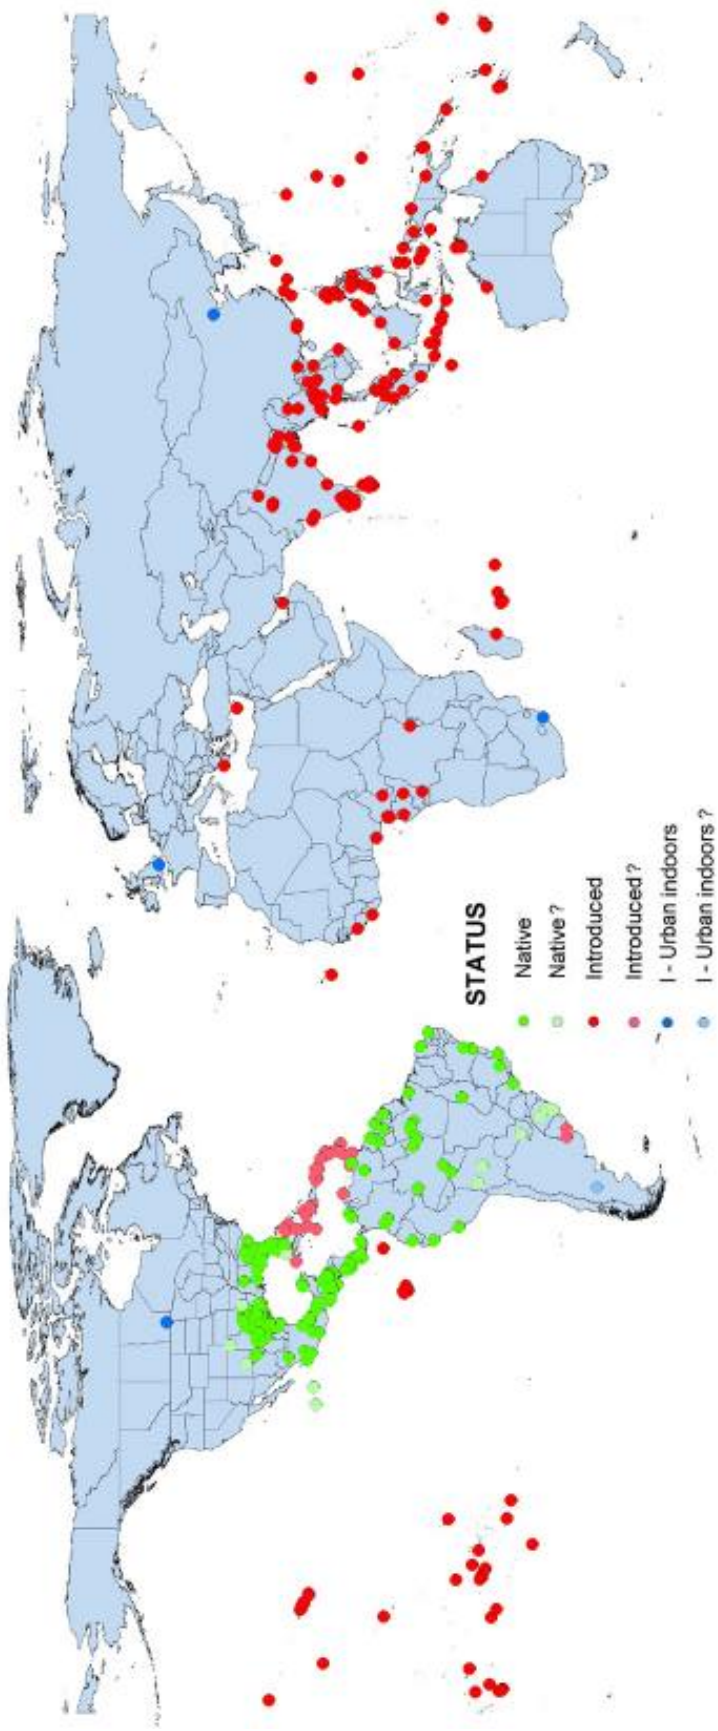 STATUS
Native
Native ?
Introduced
Introduced ?
I - Urban indoors
I - Urban indoors ?